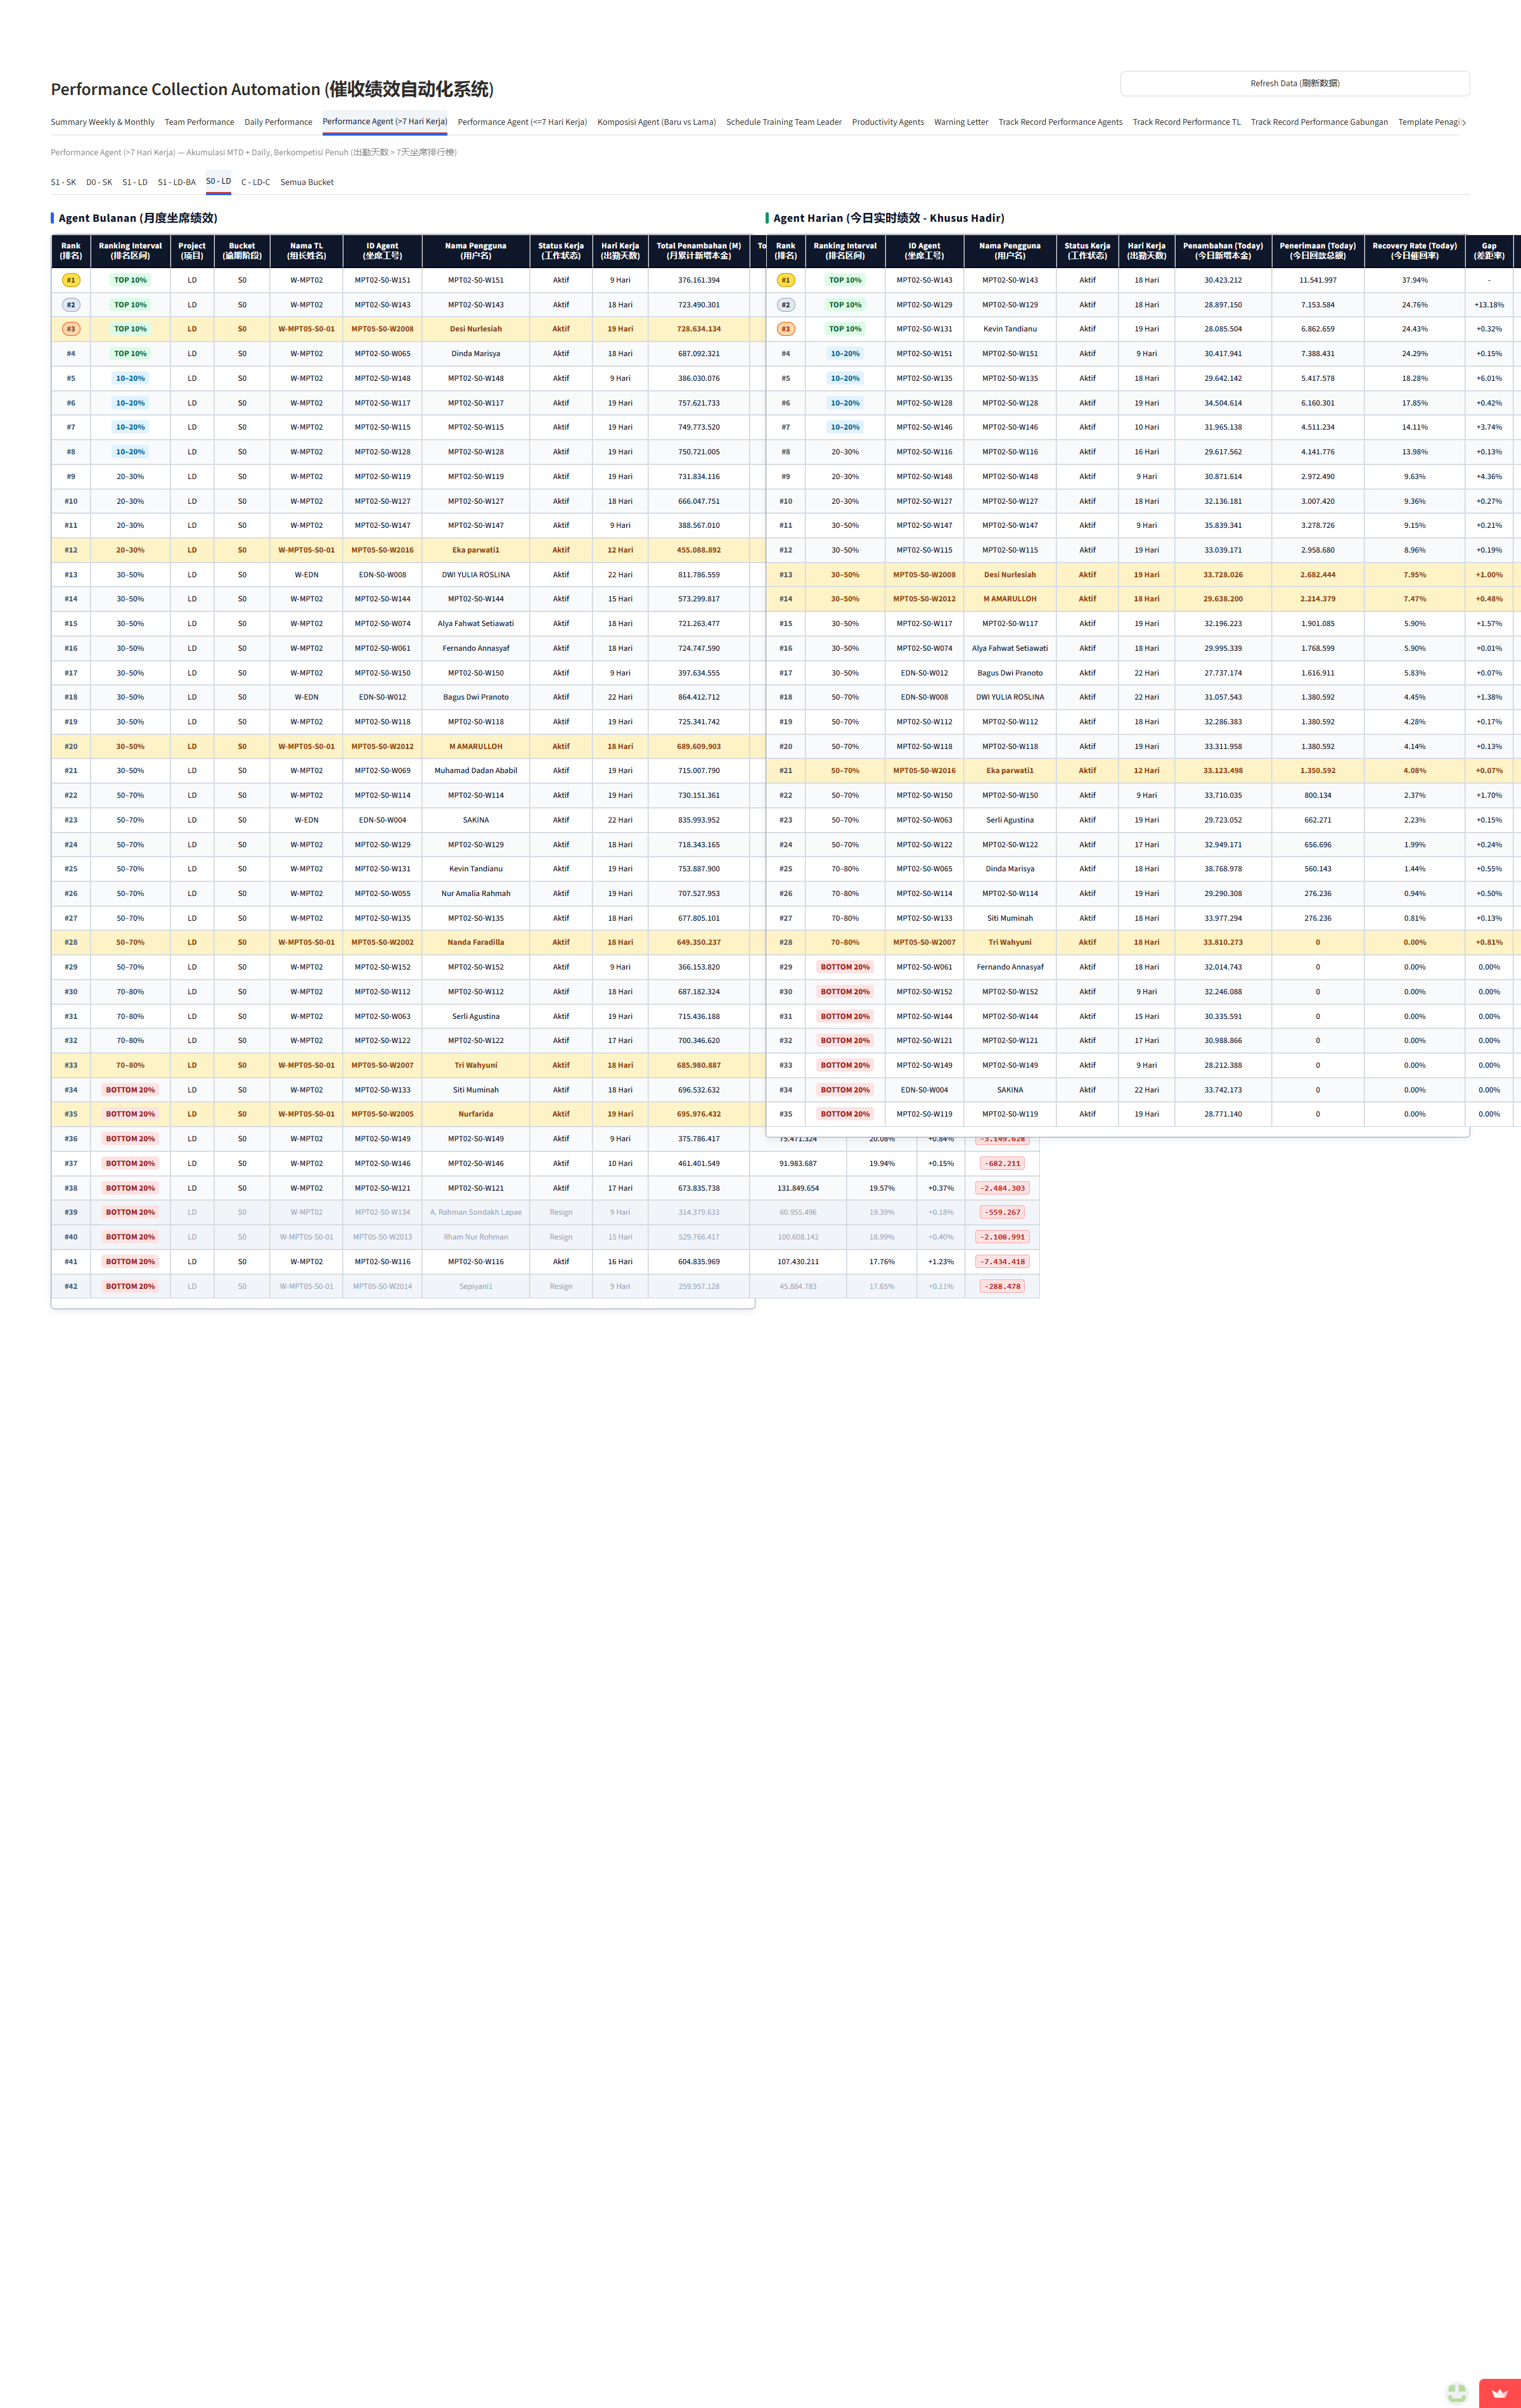 Performance Collection Automation (催收绩效自动化系统)
Refresh Data (刷新数据)
Summary Weekly & Monthly Team Performance Daily Performance Performance Agent (>7 Hari Kerja) Performance Agent (<=7 Hari Kerja) Komposisi Agent (Baru vs Lama) Schedule Training Team Leader Productivity Agents Warning Letter Track Record Performance Agents Track Record Performance TL Track Record Performance Gabungan Template Penagi
Performance Agent (>7 Hari Kerja) — Akumulasi MTD + Daily, Berkompetisi Penuh (出勤天数 > 7天坐席排行榜)
S1 - SK D0 - SK S1 - LD S1 - LD-BA S0 - LD C - LD-C Semua Bucket
Agent Bulanan (月度坐席绩效)
Rank Ranking Interval Project Bucket Nama TL ID Agent Nama Pengguna Status Kerja Hari Kerja Total Penambahan (M) To
(排名) (排名区间) (项目) (逾期阶段) (组长姓名) (坐席工号) (用户名) (工作状态) (出勤天数) (月累计新增本金)
#1 TOP 10% LD S0 W-MPT02 MPT02-S0-W151 MPT02-S0-W151 Aktif 9 Hari 376.161.394
#2 TOP 10% LD S0 W-MPT02 MPT02-S0-W143 MPT02-S0-W143 Aktif 18 Hari 723.490.301
#3 TOP 10% LD S0 W-MPT05-S0-01 MPT05-S0-W2008 Desi Nurlesiah Aktif 19 Hari 728.634.134
#4 TOP 10% LD S0 W-MPT02 MPT02-S0-W065 Dinda Marisya Aktif 18 Hari 687.092.321
#5 10–20% LD S0 W-MPT02 MPT02-S0-W148 MPT02-S0-W148 Aktif 9 Hari 386.030.076
#6 10–20% LD S0 W-MPT02 MPT02-S0-W117 MPT02-S0-W117 Aktif 19 Hari 757.621.733
#7 10–20% LD S0 W-MPT02 MPT02-S0-W115 MPT02-S0-W115 Aktif 19 Hari 749.773.520
#8 10–20% LD S0 W-MPT02 MPT02-S0-W128 MPT02-S0-W128 Aktif 19 Hari 750.721.005
#9 20–30% LD S0 W-MPT02 MPT02-S0-W119 MPT02-S0-W119 Aktif 19 Hari 731.834.116
#10 20–30% LD S0 W-MPT02 MPT02-S0-W127 MPT02-S0-W127 Aktif 18 Hari 666.047.751
#11 20–30% LD S0 W-MPT02 MPT02-S0-W147 MPT02-S0-W147 Aktif 9 Hari 388.567.010
#12 20–30% LD S0 W-MPT05-S0-01 MPT05-S0-W2016 Eka parwati1 Aktif 12 Hari 455.088.892
#13 30–50% LD S0 W-EDN EDN-S0-W008 DWI YULIA ROSLINA Aktif 22 Hari 811.786.559
#14 30–50% LD S0 W-MPT02 MPT02-S0-W144 MPT02-S0-W144 Aktif 15 Hari 573.299.817
#15 30–50% LD S0 W-MPT02 MPT02-S0-W074 Alya Fahwat Setiawati Aktif 18 Hari 721.263.477
#16 30–50% LD S0 W-MPT02 MPT02-S0-W061 Fernando Annasyaf Aktif 18 Hari 724.747.590
#17 30–50% LD S0 W-MPT02 MPT02-S0-W150 MPT02-S0-W150 Aktif 9 Hari 397.634.555
#18 30–50% LD S0 W-EDN EDN-S0-W012 Bagus Dwi Pranoto Aktif 22 Hari 864.412.712
#19 30–50% LD S0 W-MPT02 MPT02-S0-W118 MPT02-S0-W118 Aktif 19 Hari 725.341.742
#20 30–50% LD S0 W-MPT05-S0-01 MPT05-S0-W2012 M AMARULLOH Aktif 18 Hari 689.609.903
#21 30–50% LD S0 W-MPT02 MPT02-S0-W069 Muhamad Dadan Ababil Aktif 19 Hari 715.007.790
#22 50–70% LD S0 W-MPT02 MPT02-S0-W114 MPT02-S0-W114 Aktif 19 Hari 730.151.361
#23 50–70% LD S0 W-EDN EDN-S0-W004 SAKINA Aktif 22 Hari 835.993.952
#24 50–70% LD S0 W-MPT02 MPT02-S0-W129 MPT02-S0-W129 Aktif 18 Hari 718.343.165
#25 50–70% LD S0 W-MPT02 MPT02-S0-W131 Kevin Tandianu Aktif 19 Hari 753.887.900
#26 50–70% LD S0 W-MPT02 MPT02-S0-W055 Nur Amalia Rahmah Aktif 19 Hari 707.527.953
#27 50–70% LD S0 W-MPT02 MPT02-S0-W135 MPT02-S0-W135 Aktif 18 Hari 677.805.101
#28 50–70% LD S0 W-MPT05-S0-01 MPT05-S0-W2002 Nanda Faradilla Aktif 18 Hari 649.350.237
#29 50–70% LD S0 W-MPT02 MPT02-S0-W152 MPT02-S0-W152 Aktif 9 Hari 366.153.820
#30 70–80% LD S0 W-MPT02 MPT02-S0-W112 MPT02-S0-W112 Aktif 18 Hari 687.182.324
#31 70–80% LD S0 W-MPT02 MPT02-S0-W063 Serli Agustina Aktif 19 Hari 715.436.188
#32 70–80% LD S0 W-MPT02 MPT02-S0-W122 MPT02-S0-W122 Aktif 17 Hari 700.346.620
#33 70–80% LD S0 W-MPT05-S0-01 MPT05-S0-W2007 Tri Wahyuni Aktif 18 Hari 685.980.887
#34 BOTTOM 20% LD S0 W-MPT02 MPT02-S0-W133 Siti Muminah Aktif 18 Hari 696.532.632
#35 BOTTOM 20% LD S0 W-MPT05-S0-01 MPT05-S0-W2005 Nurfarida Aktif 19 Hari 695.976.432
#36 BOTTOM 20% LD S0 W-MPT02 MPT02-S0-W149 MPT02-S0-W149 Aktif 9 Hari 375.786.417 75.471.324 20.08% +0.84% -3.149.628
#37 BOTTOM 20% LD S0 W-MPT02 MPT02-S0-W146 MPT02-S0-W146 Aktif 10 Hari 461.401.549 91.983.687 19.94% +0.15% -682.211
#38 BOTTOM 20% LD S0 W-MPT02 MPT02-S0-W121 MPT02-S0-W121 Aktif 17 Hari 673.835.738 131.849.654 19.57% +0.37% -2.484.303
#39 BOTTOM 20% LD S0 W-MPT02 MPT02-S0-W134 A. Rahman Sondakh Lapae Resign 9 Hari 314.379.633 60.955.496 19.39% +0.18% -559.267
#40 BOTTOM 20% LD S0 W-MPT05-S0-01 MPT05-S0-W2013 Ilham Nur Rohman Resign 15 Hari 529.766.417 100.608.142 18.99% +0.40% -2.108.991
#41 BOTTOM 20% LD S0 W-MPT02 MPT02-S0-W116 MPT02-S0-W116 Aktif 16 Hari 604.835.969 107.430.211 17.76% +1.23% -7.434.418
#42 BOTTOM 20% LD S0 W-MPT05-S0-01 MPT05-S0-W2014 Sepiyani1 Resign 9 Hari 259.957.128 45.884.783 17.65% +0.11% -288.478
Agent Harian (今日实时绩效 - Khusus Hadir)
Rank Ranking Interval ID Agent Nama Pengguna Status Kerja Hari Kerja Penambahan (Today) Penerimaan (Today) Recovery Rate (Today) Gap
(排名) (排名区间) (坐席工号) (用户名) (工作状态) (出勤天数) (今日新增本金) (今日回款总额) (今日催回率) (差距率)
#1 TOP 10% MPT02-S0-W143 MPT02-S0-W143 Aktif 18 Hari 30.423.212 11.541.997 37.94% -
#2 TOP 10% MPT02-S0-W129 MPT02-S0-W129 Aktif 18 Hari 28.897.150 7.153.584 24.76% +13.18%
#3 TOP 10% MPT02-S0-W131 Kevin Tandianu Aktif 19 Hari 28.085.504 6.862.659 24.43% +0.32%
#4 10–20% MPT02-S0-W151 MPT02-S0-W151 Aktif 9 Hari 30.417.941 7.388.431 24.29% +0.15%
#5 10–20% MPT02-S0-W135 MPT02-S0-W135 Aktif 18 Hari 29.642.142 5.417.578 18.28% +6.01%
#6 10–20% MPT02-S0-W128 MPT02-S0-W128 Aktif 19 Hari 34.504.614 6.160.301 17.85% +0.42%
#7 10–20% MPT02-S0-W146 MPT02-S0-W146 Aktif 10 Hari 31.965.138 4.511.234 14.11% +3.74%
#8 20–30% MPT02-S0-W116 MPT02-S0-W116 Aktif 16 Hari 29.617.562 4.141.776 13.98% +0.13%
#9 20–30% MPT02-S0-W148 MPT02-S0-W148 Aktif 9 Hari 30.871.614 2.972.490 9.63% +4.36%
#10 20–30% MPT02-S0-W127 MPT02-S0-W127 Aktif 18 Hari 32.136.181 3.007.420 9.36% +0.27%
#11 30–50% MPT02-S0-W147 MPT02-S0-W147 Aktif 9 Hari 35.839.341 3.278.726 9.15% +0.21%
#12 30–50% MPT02-S0-W115 MPT02-S0-W115 Aktif 19 Hari 33.039.171 2.958.680 8.96% +0.19%
#13 30–50% MPT05-S0-W2008 Desi Nurlesiah Aktif 19 Hari 33.728.026 2.682.444 7.95% +1.00%
#14 30–50% MPT05-S0-W2012 M AMARULLOH Aktif 18 Hari 29.638.200 2.214.379 7.47% +0.48%
#15 30–50% MPT02-S0-W117 MPT02-S0-W117 Aktif 19 Hari 32.196.223 1.901.085 5.90% +1.57%
#16 30–50% MPT02-S0-W074 Alya Fahwat Setiawati Aktif 18 Hari 29.995.339 1.768.599 5.90% +0.01%
#17 30–50% EDN-S0-W012 Bagus Dwi Pranoto Aktif 22 Hari 27.737.174 1.616.911 5.83% +0.07%
#18 50–70% EDN-S0-W008 DWI YULIA ROSLINA Aktif 22 Hari 31.057.543 1.380.592 4.45% +1.38%
#19 50–70% MPT02-S0-W112 MPT02-S0-W112 Aktif 18 Hari 32.286.383 1.380.592 4.28% +0.17%
#20 50–70% MPT02-S0-W118 MPT02-S0-W118 Aktif 19 Hari 33.311.958 1.380.592 4.14% +0.13%
#21 50–70% MPT05-S0-W2016 Eka parwati1 Aktif 12 Hari 33.123.498 1.350.592 4.08% +0.07%
#22 50–70% MPT02-S0-W150 MPT02-S0-W150 Aktif 9 Hari 33.710.035 800.134 2.37% +1.70%
#23 50–70% MPT02-S0-W063 Serli Agustina Aktif 19 Hari 29.723.052 662.271 2.23% +0.15%
#24 50–70% MPT02-S0-W122 MPT02-S0-W122 Aktif 17 Hari 32.949.171 656.696 1.99% +0.24%
#25 70–80% MPT02-S0-W065 Dinda Marisya Aktif 18 Hari 38.768.978 560.143 1.44% +0.55%
#26 70–80% MPT02-S0-W114 MPT02-S0-W114 Aktif 19 Hari 29.290.308 276.236 0.94% +0.50%
#27 70–80% MPT02-S0-W133 Siti Muminah Aktif 18 Hari 33.977.294 276.236 0.81% +0.13%
#28 70–80% MPT05-S0-W2007 Tri Wahyuni Aktif 18 Hari 33.810.273 0 0.00% +0.81%
#29 BOTTOM 20% MPT02-S0-W061 Fernando Annasyaf Aktif 18 Hari 32.014.743 0 0.00% 0.00%
#30 BOTTOM 20% MPT02-S0-W152 MPT02-S0-W152 Aktif 9 Hari 32.246.088 0 0.00% 0.00%
#31 BOTTOM 20% MPT02-S0-W144 MPT02-S0-W144 Aktif 15 Hari 30.335.591 0 0.00% 0.00%
#32 BOTTOM 20% MPT02-S0-W121 MPT02-S0-W121 Aktif 17 Hari 30.988.866 0 0.00% 0.00%
#33 BOTTOM 20% MPT02-S0-W149 MPT02-S0-W149 Aktif 9 Hari 28.212.388 0 0.00% 0.00%
#34 BOTTOM 20% EDN-S0-W004 SAKINA Aktif 22 Hari 33.742.173 0 0.00% 0.00%
#35 BOTTOM 20% MPT02-S0-W119 MPT02-S0-W119 Aktif 19 Hari 28.771.140 0 0.00% 0.00%